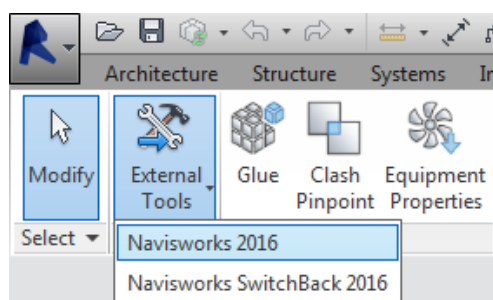 Architecture Structure Systems
Modify External Tools Glue Clash Pinpoint Equipment Properties
Select
Navisworks 2016
Navisworks SwitchBack 2016